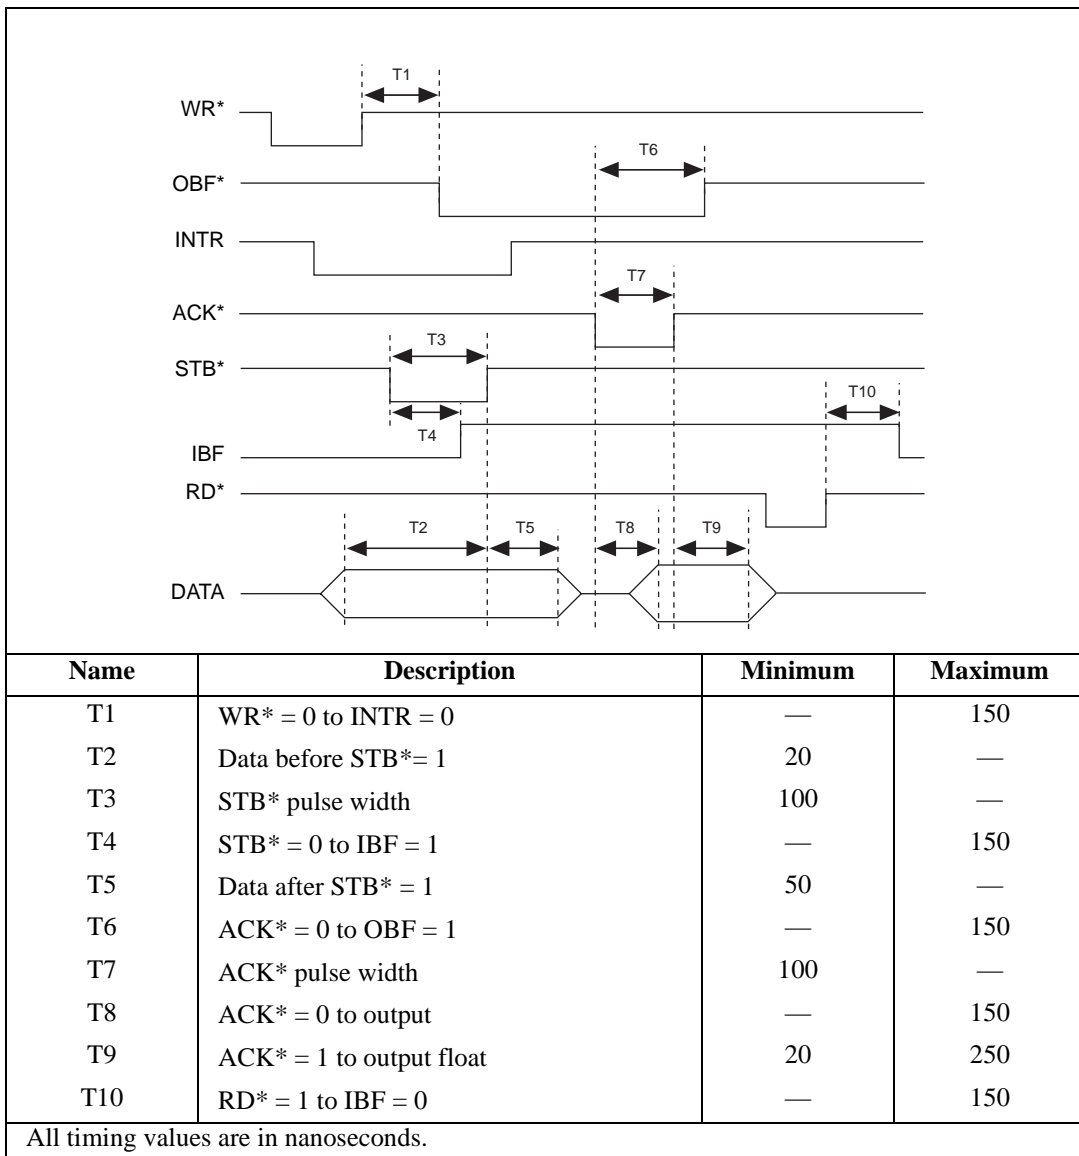 T1
WR*
T6
OBF*
INTR
T7
ACK*
T3
STB*
T10
T4
IBF
RD*
T2 T5 T8 T9
DATA
Name Description Minimum Maximum
T1 WR* = 0 to INTR = 0 — 150
T2 Data before STB*= 1 20 —
T3 STB* pulse width 100 —
T4 STB* = 0 to IBF = 1 — 150
T5 Data after STB* = 1 50 —
T6 ACK* = 0 to OBF = 1 — 150
T7 ACK* pulse width 100 —
T8 ACK* = 0 to output — 150
T9 ACK* = 1 to output float 20 250
T10 RD* = 1 to IBF = 0 — 150
All timing values are in nanoseconds.